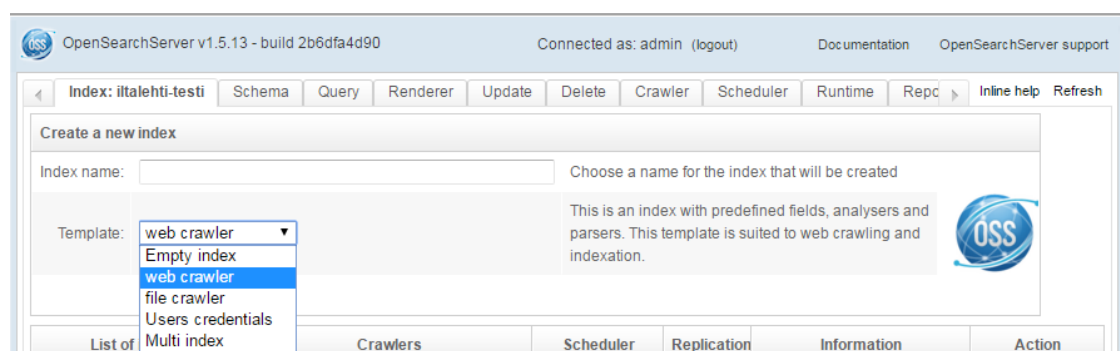 OSS OpenSearchServer v1.5.13 - build 2b6dfa4d90 Connected as: admin (logout) Documentation OpenSearchServer support
Index: iltalehti-testi Schema Query Renderer Update Delete Crawler Scheduler Runtime Inline help Refresh
Create a new index
Index name: Choose a name for the index that will be created
Template: web crawler
This is an index with predefined fields, analysers and
parsers. This template is suited to web crawling and
indexation.
OSS
Empty index
web crawler
file crawler
Users credentials
Multi index
List of Crawlers Scheduler Replication Information Action